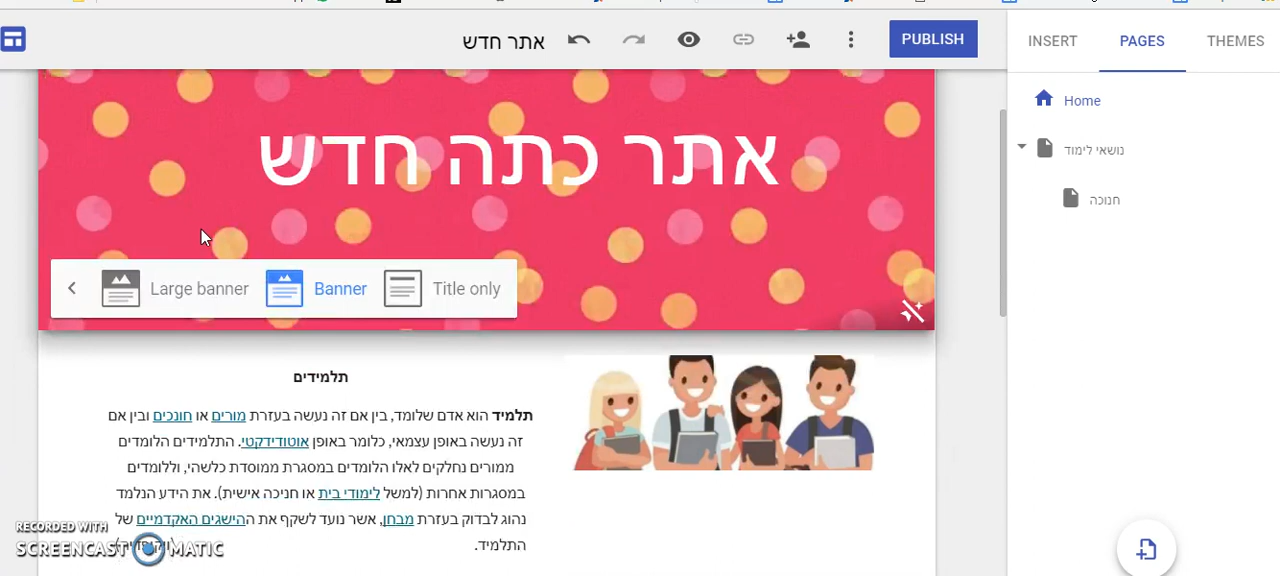 אתר חדש
PUBLISH
INSERT
PAGES
THEMES
Home
נושאי לימוד
חנוכה
אתר כתה חדש
Large banner
Banner
Title only
תלמידים
תלמיד הוא אדם שלומד, בין אם זה נעשה בעזרת מורים או חונכים ובין אם
זה נעשה באופן עצמאי, כלומר באופן אוטודידקטי. התלמידים הלומדים
ממורים נחלקים לאלו הלומדים במסגרת ממוסדת כלשהי, וללומדים
במסגרות אחרות (למשל לימודי בית או חניכה אישית). את הידע הנלמד
נהוג לבדוק בעזרת מבחן, אשר נועד לשקף את ההישגים האקדמיים של
התלמיד.
RECORDED WITH
SCREENCAST MATIC